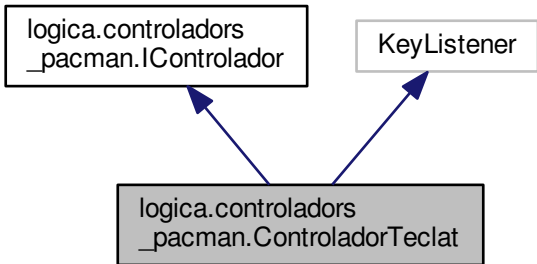 logica.controladors
_pacman.IControlador
KeyListener
logica.controladors
_pacman.ControladorTeclat